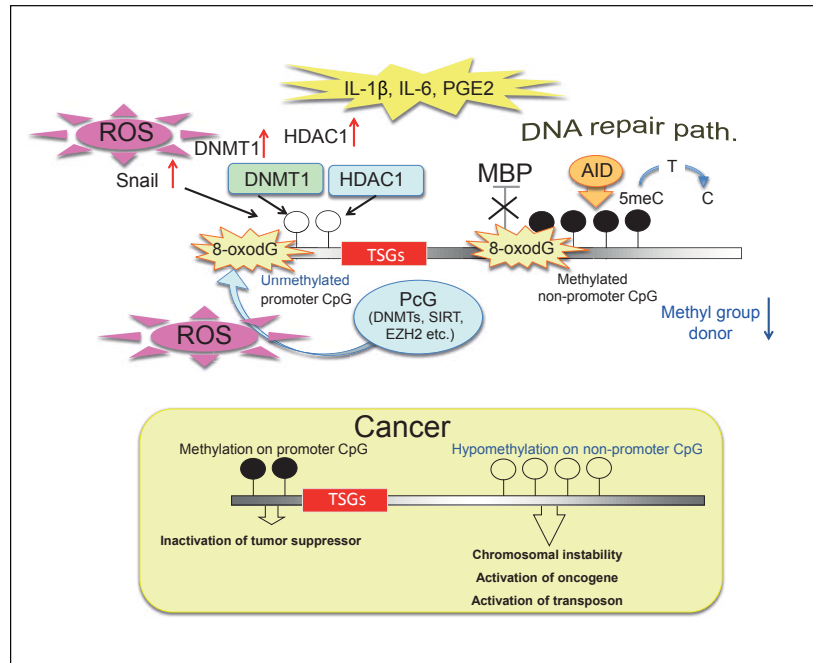 IL-1β, IL-6, PGE2
ROS
DNMT1
HDAC1
Snail
DNMT1
HDAC1
DNA repair path.
MBP
AID
T
5meC
C
8-oxodG
TSGs
8-oxodG
Unmethylated
promoter CpG
Methylated
non-promoter CpG
PcG
(DNMTs, SIRT,
EZH2 etc.)
ROS
Methyl group
donor
Cancer
Methylation on promoter CpG
Hypomethylation on non-promoter CpG
TSGs
Inactivation of tumor suppressor
Chromosomal instability
Activation of oncogene
Activation of transposon